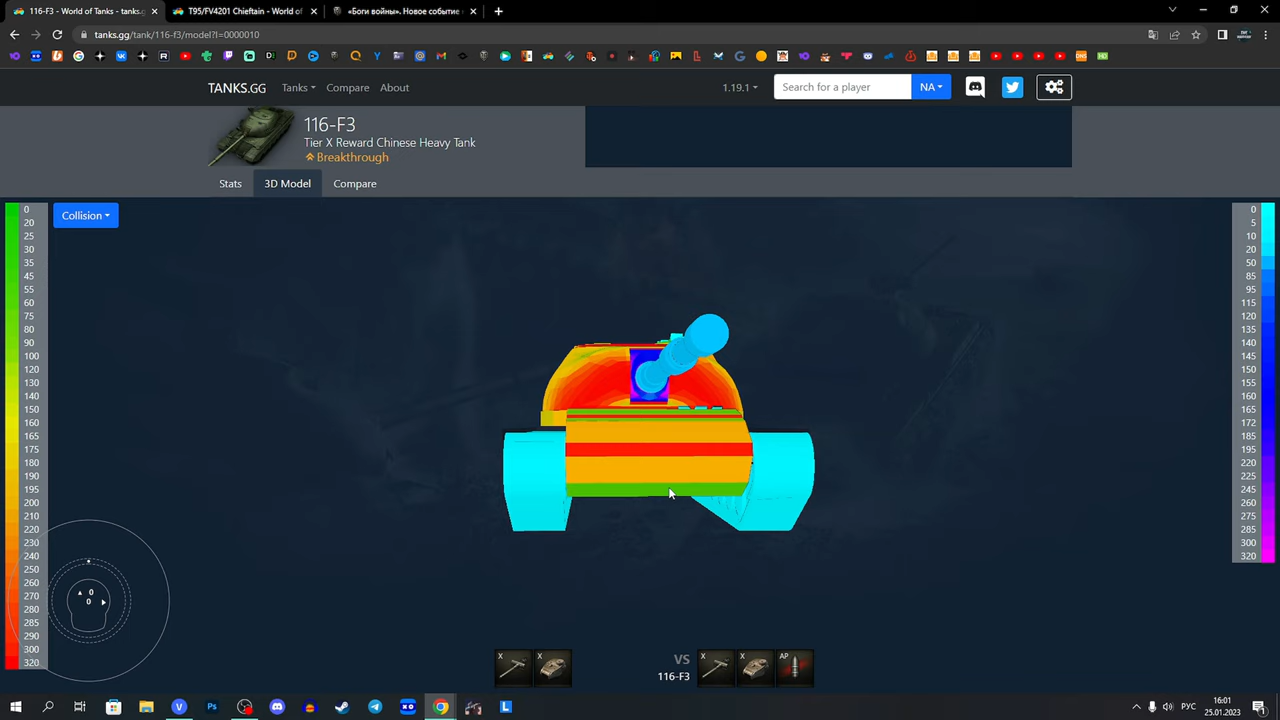 116-F3 - World of Tanks - tanks.g
T95/FV4201 Chieftain - World of
«Боги войны». Новое событие
tanks.gg/tank/116-f3/model?l=0000010
TANKS.GG
Tanks
Compare
About
1.19.1
Search for a player
NA
116-F3
Tier X Reward Chinese Heavy Tank
Breakthrough
Stats
3D Model
Compare
Collision
0
20
25
30
35
45
55
60
75
80
90
100
120
130
140
150
160
165
175
180
190
195
200
210
220
230
240
250
260
270
280
285
290
300
320
0
5
10
20
50
85
95
115
120
135
140
150
155
160
165
172
185
195
220
245
275
285
300
320
0
0
X
X
VS
116-F3
X
X
AP
РУС
16:01
25.01.2023